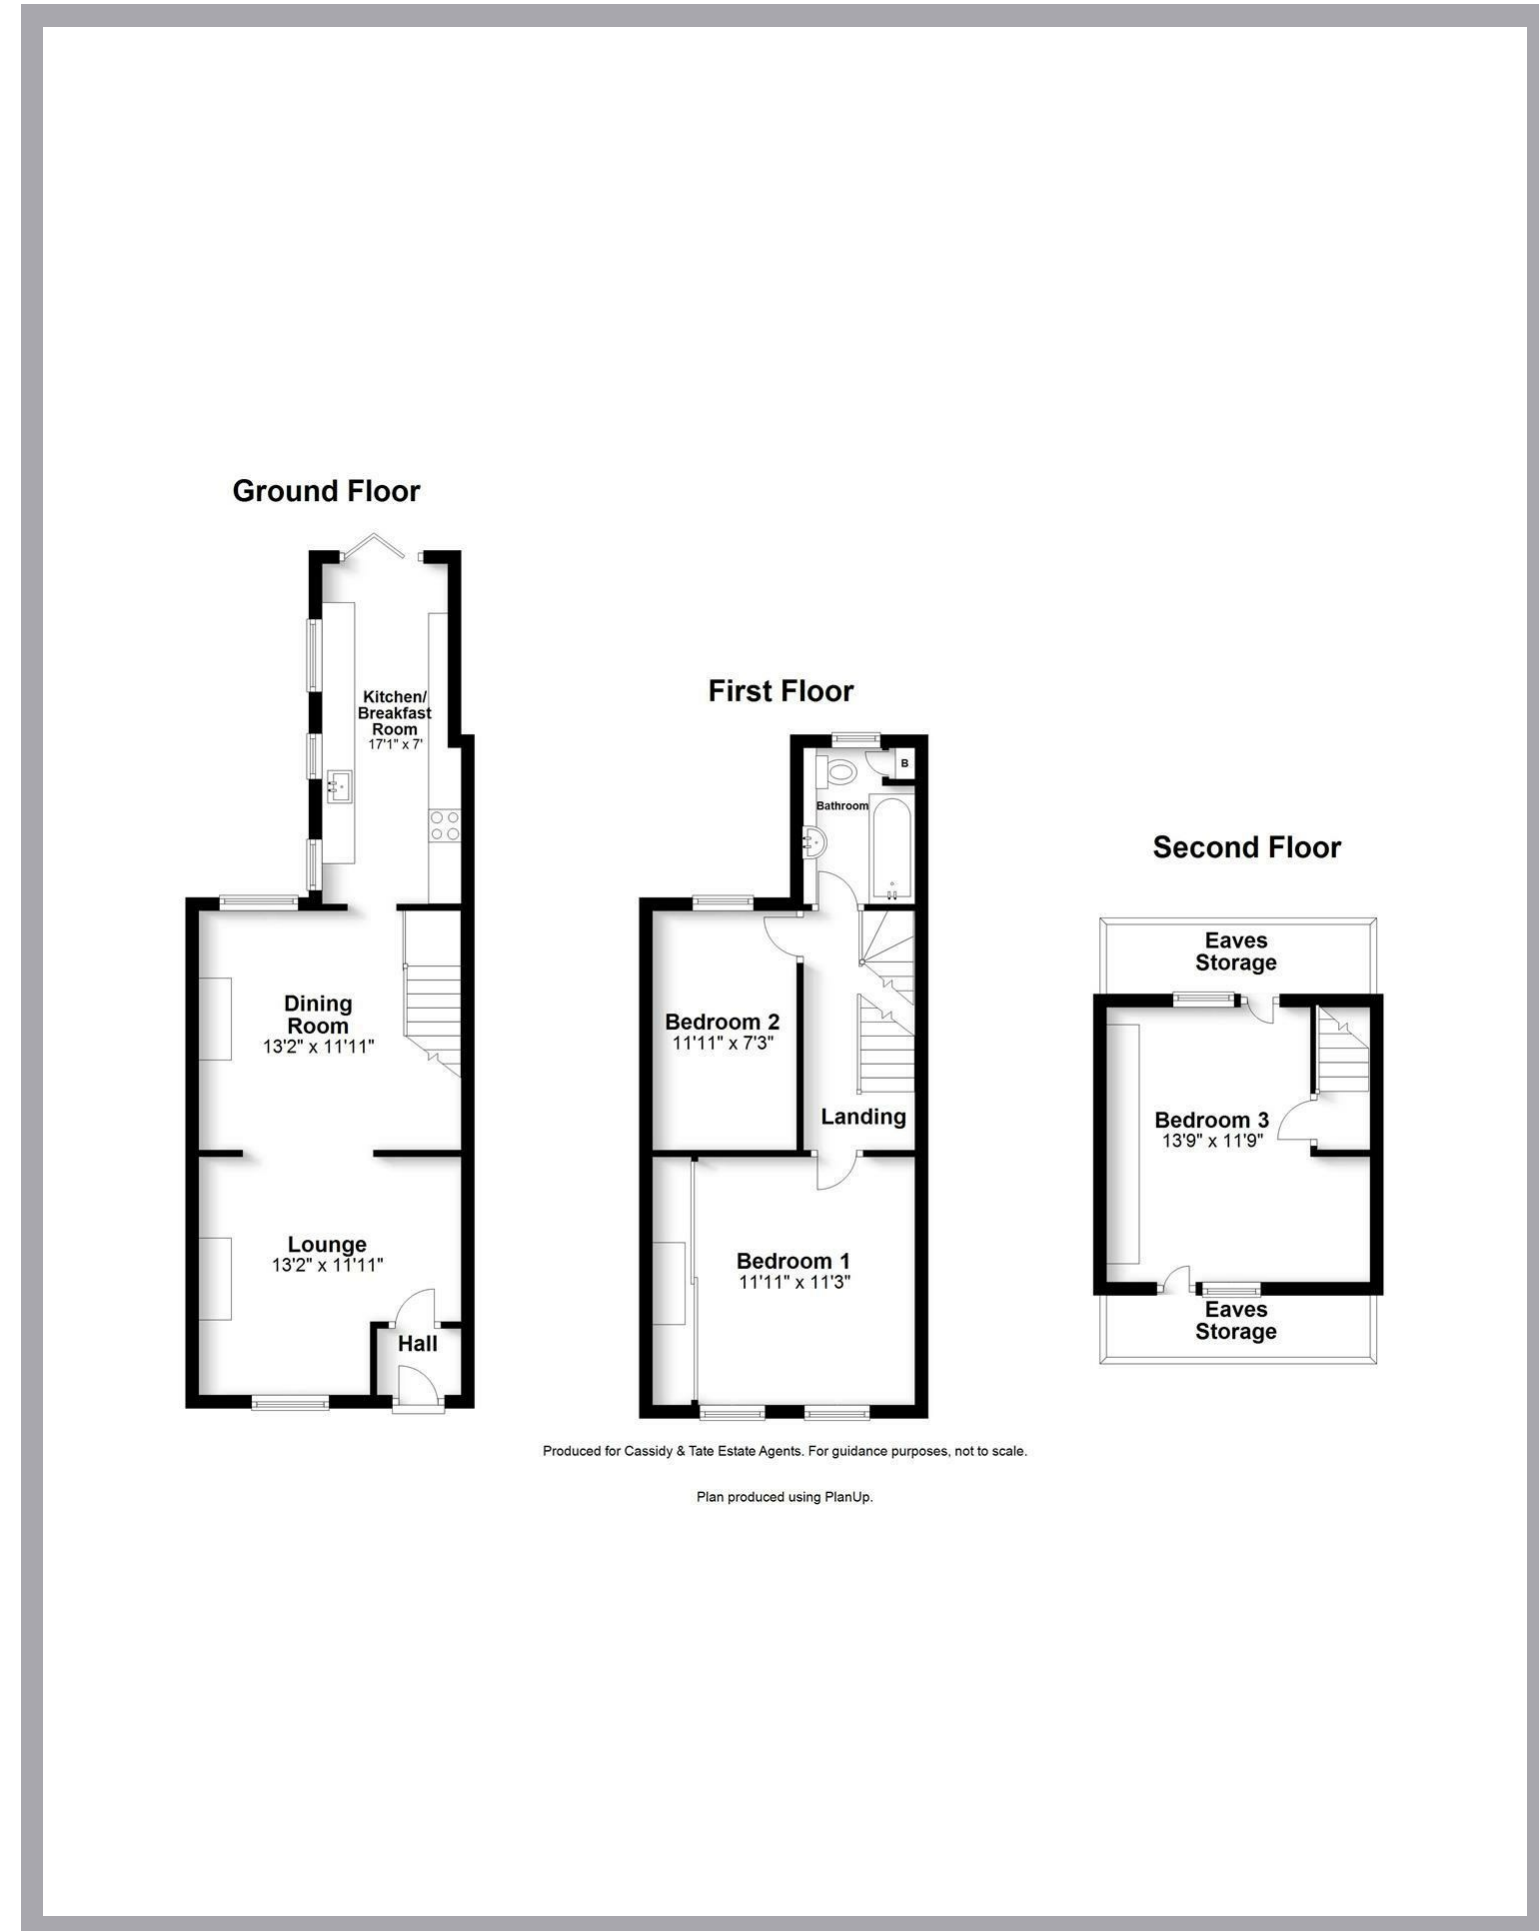 Ground Floor
Kitchen/
Breakfast
Room
17'1" x 7'
Dining
Room
13'2" x 11'11"
Lounge
13'2" x 11'11"
Hall
First Floor
B
Bathroom
Bedroom 2
11'11" x 7'3"
Landing
Bedroom 1
11'11" x 11'3"
Second Floor
Eaves
Storage
Bedroom 3
13'9" x 11'9"
Eaves
Storage
Produced for Cassidy & Tate Estate Agents. For guidance purposes, not to scale.
Plan produced using PlanUp.